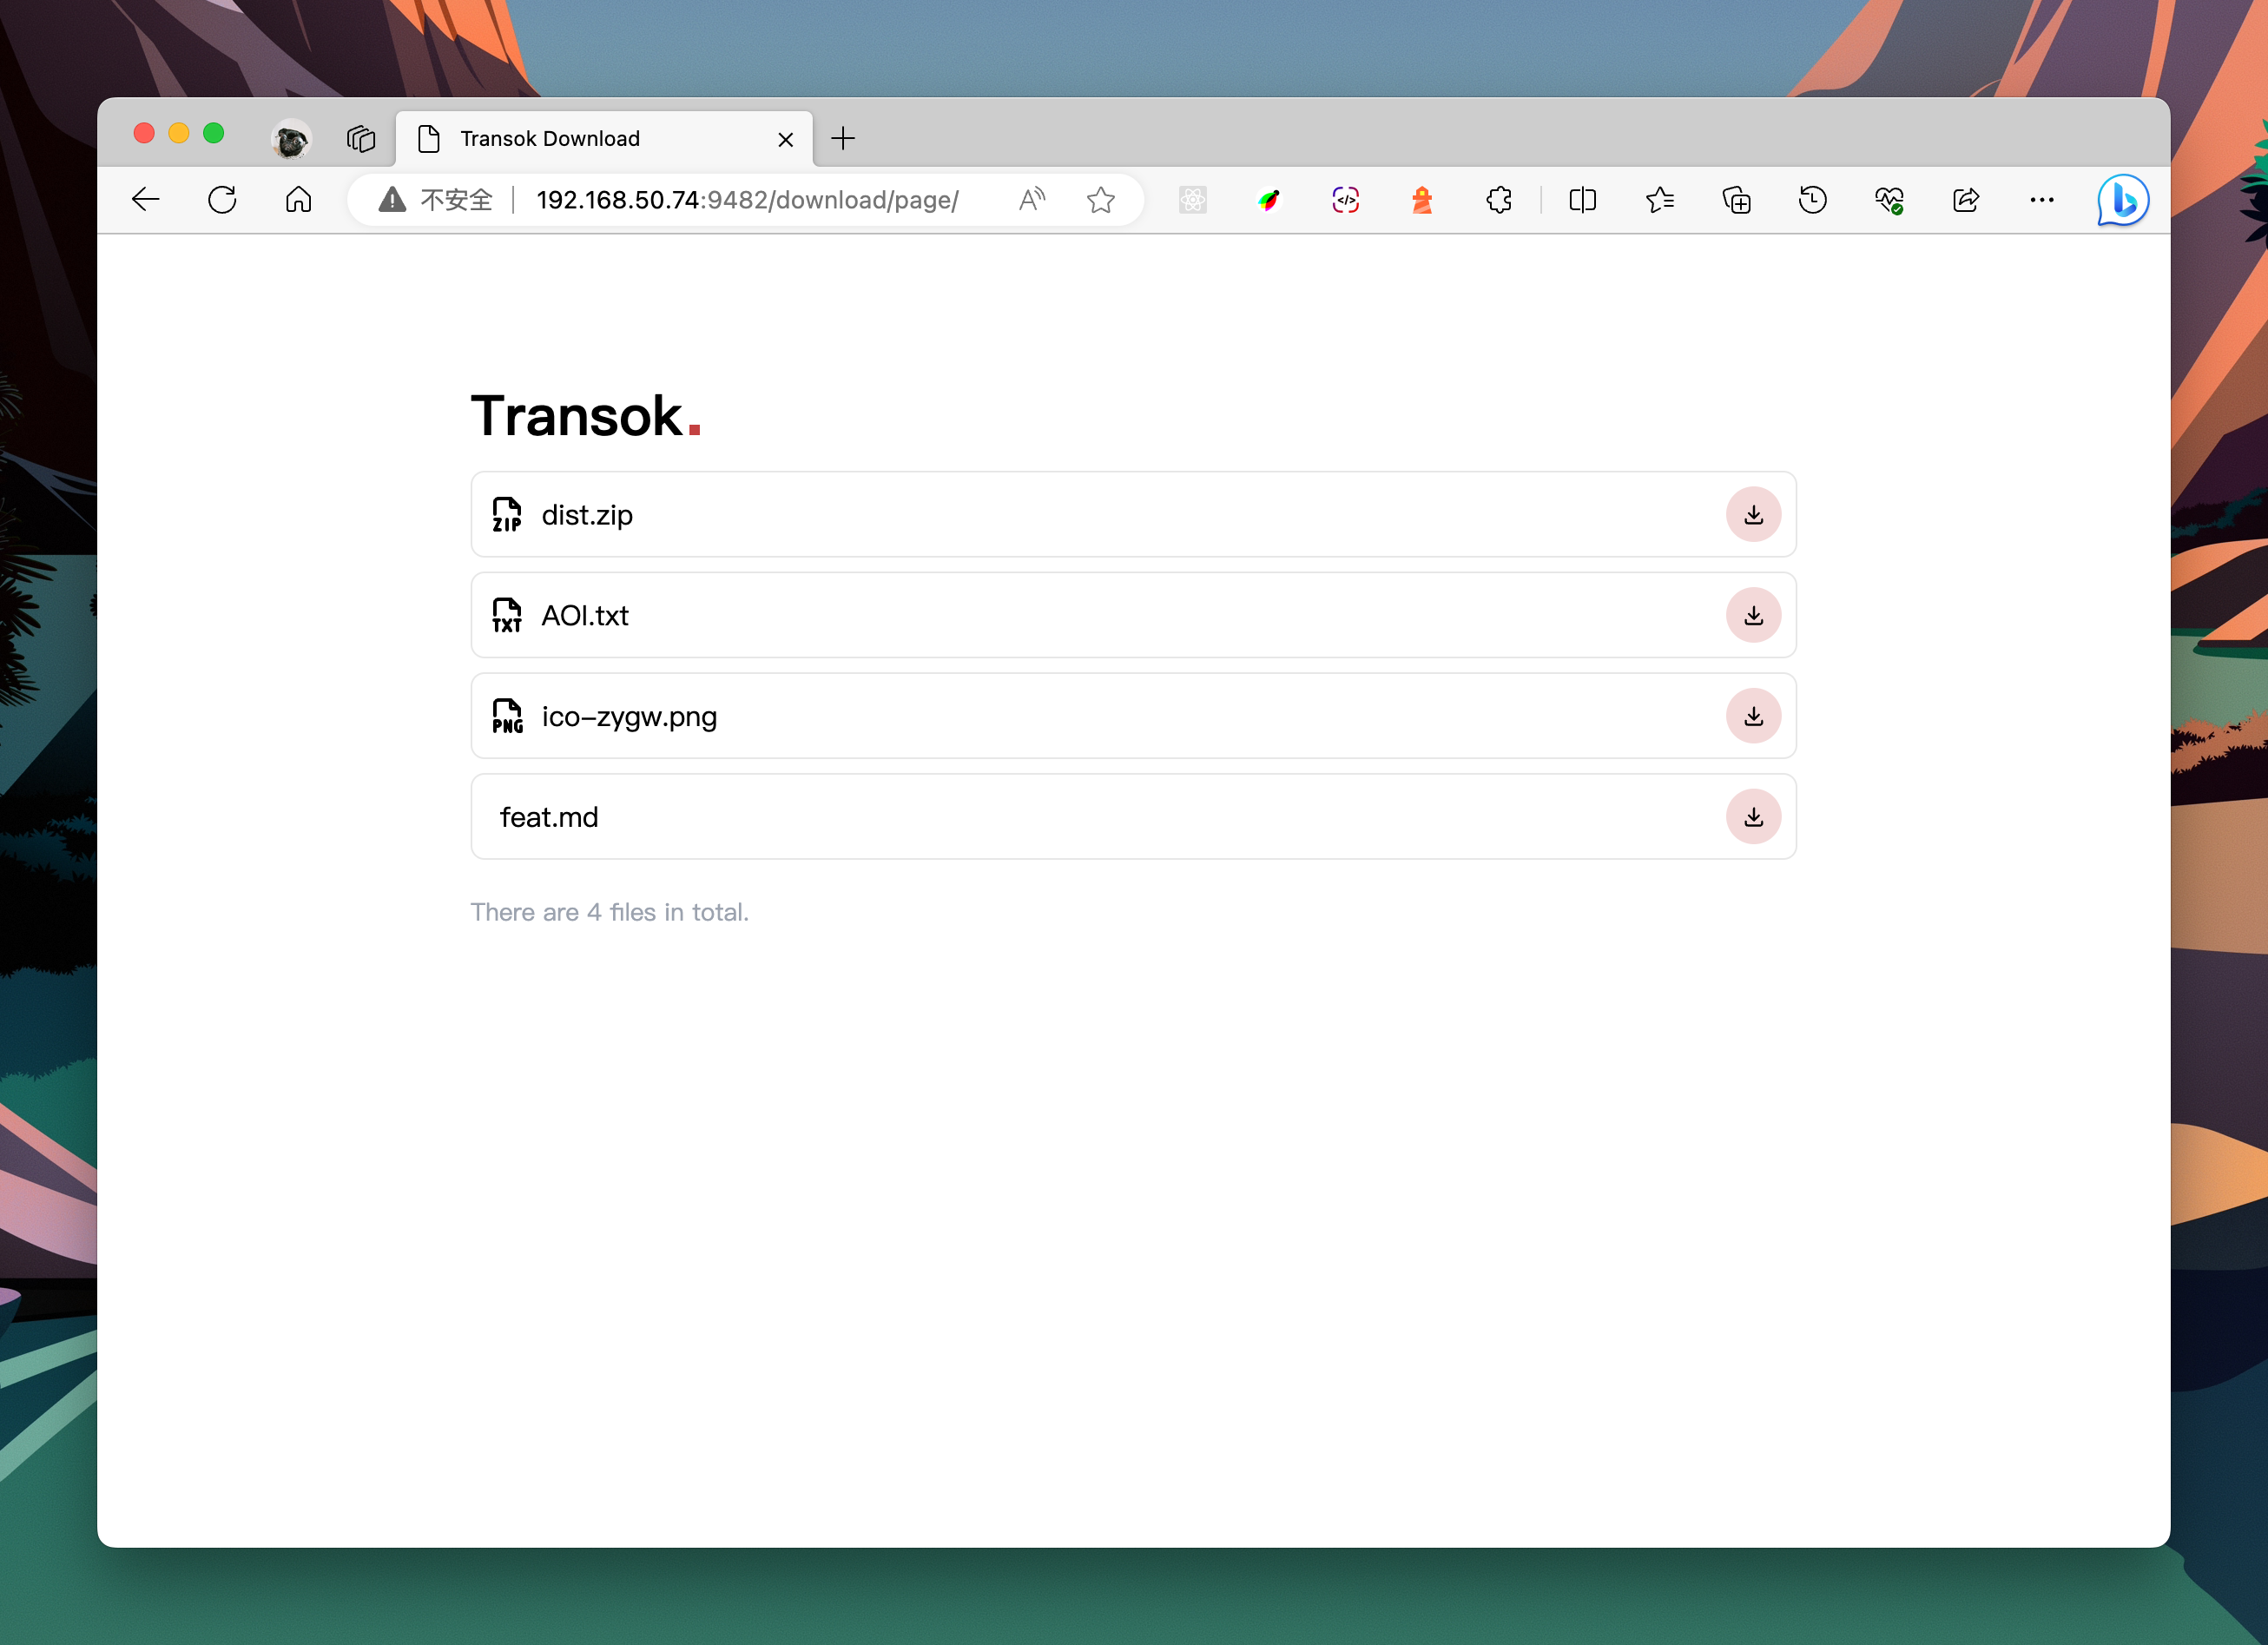 Transok Download
不安全 192.168.50.74:9482/download/page/
Transok.
ZIP dist.zip
TXT AOI.txt
PNG ico-zygw.png
feat.md
There are 4 files in total.